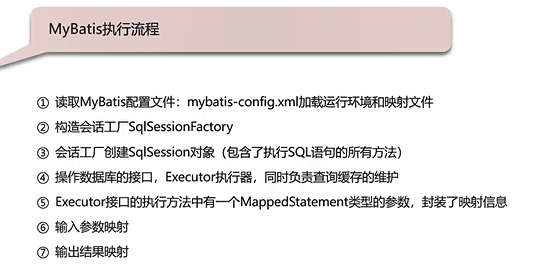 MyBatis执行流程
① 读取MyBatis配置文件：mybatis-config.xml加载运行环境和映射文件
② 构造会话工厂SqlSessionFactory
③ 会话工厂创建SqlSession对象（包含了执行SQL语句的所有方法）
④ 操作数据库的接口，Executor执行器，同时负责查询缓存的维护
⑤ Executor接口的执行方法中有一个MappedStatement类型的参数，封装了映射信息
⑥ 输入参数映射
⑦ 输出结果映射